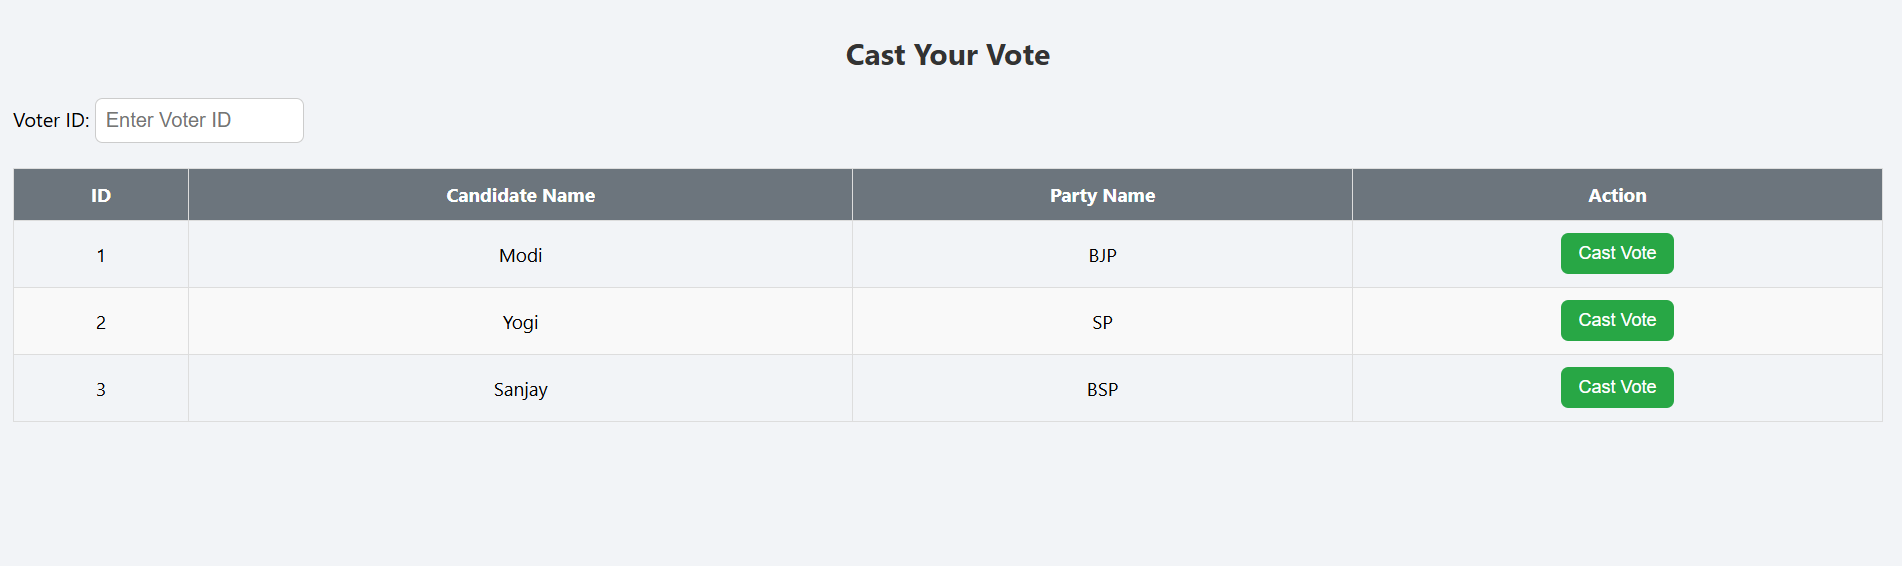 Cast Your Vote
Voter ID: Enter Voter ID
ID Candidate Name Party Name Action
1 Modi BJP Cast Vote
2 Yogi SP Cast Vote
3 Sanjay BSP Cast Vote